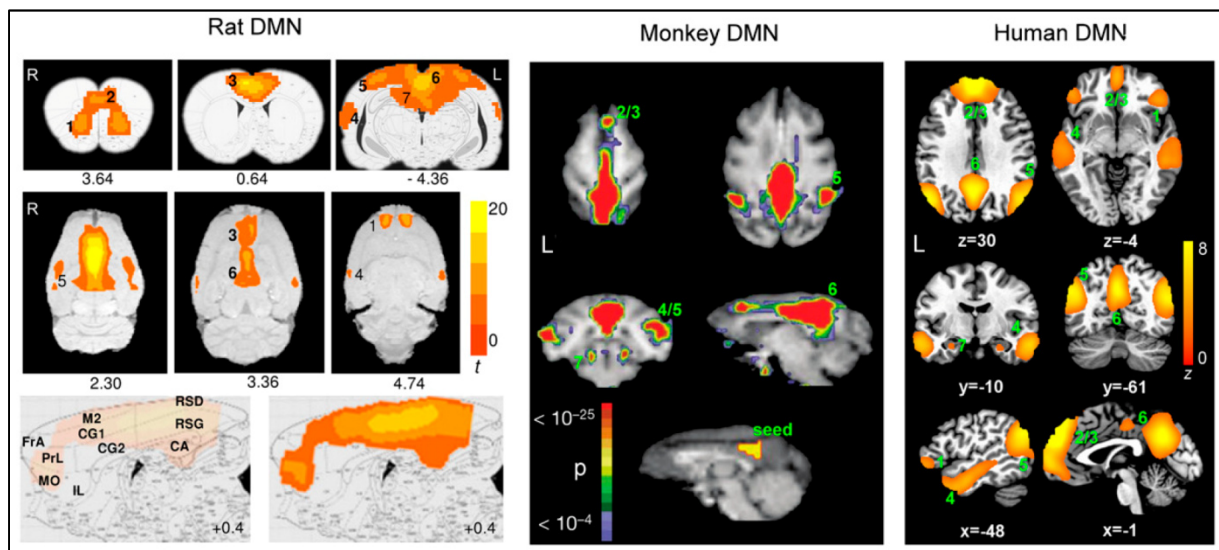 Rat DMN
R
L
1
2
3
4
5
6
7
3.64
0.64
- 4.36
R
5
3
6
1
4
20
0
t
2.30
3.36
4.74
RSD
M2
RSG
CG1
FrA
CG2
CA
PrL
MO
IL
+0.4
+0.4
Monkey DMN
2/3
6
5
L
4/5
6
7
< 10⁻²⁵
p
< 10⁻⁴
seed
Human DMN
2/3
6
5
2/3
1
4
z=30
z=-4
L
8
0
z
4
7
5
6
y=-10
y=-61
1
4
5
2/3
6
x=-48
x=-1